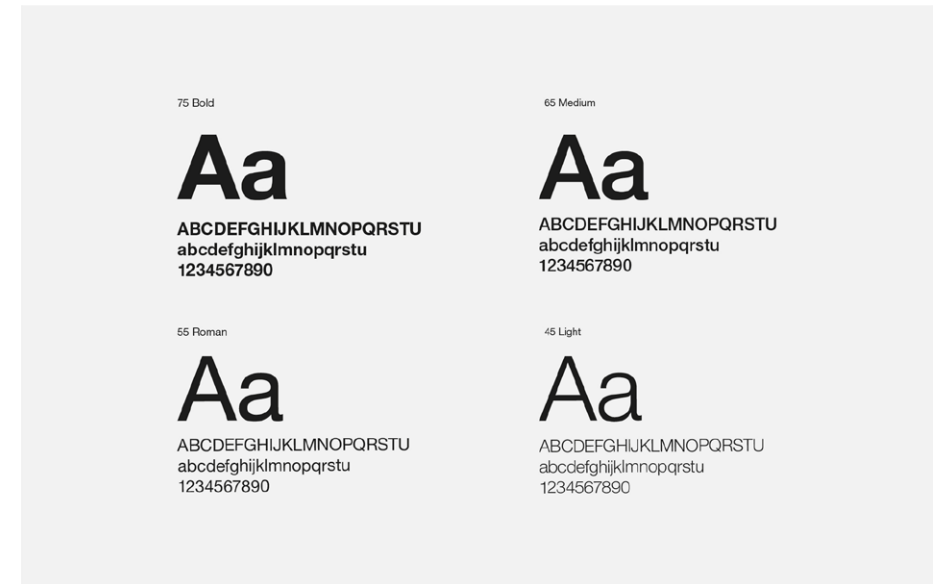 75 Bold
Aa
ABCDEFGHIJKLMNOPQRSTU
abcdefghijklmnopqrstu
1234567890
65 Medium
Aa
ABCDEFGHIJKLMNOPQRSTU
abcdefghijklmnopqrstu
1234567890
55 Roman
Aa
ABCDEFGHIJKLMNOPQRSTU
abcdefghijklmnopqrstu
1234567890
45 Light
Aa
ABCDEFGHIJKLMNOPQRSTU
abcdefghijklmnopqrstu
1234567890